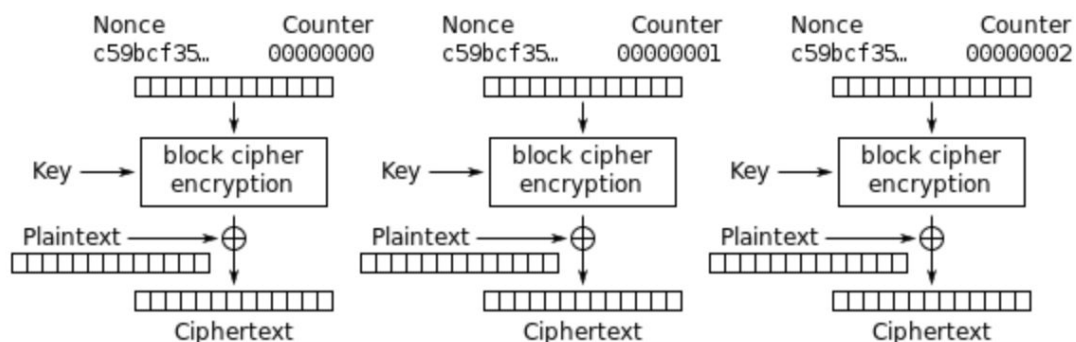 Nonce Counter Nonce Counter Nonce Counter
c59bcf35… 00000000 c59bcf35… 00000001 c59bcf35… 00000002
block cipher block cipher block cipher
Key Key Key
encryption encryption encryption
Plaintext Plaintext Plaintext
Ciphertext Ciphertext Ciphertext